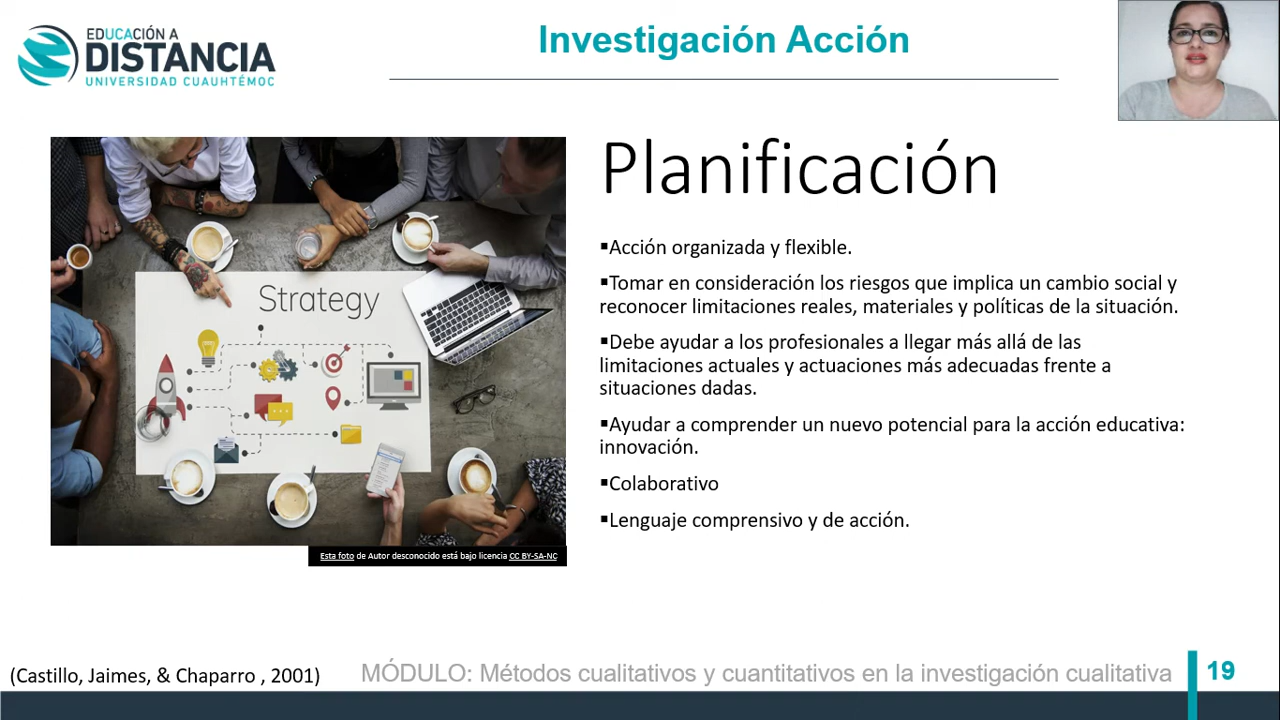 EDUCACIÓN A
DISTANCIA
UNIVERSIDAD CUAUHTÉMOC
Investigación Acción
Strategy
Esta foto de Autor desconocido está bajo licencia CC BY-SA-NC
Planificación
▪Acción organizada y flexible.
▪Tomar en consideración los riesgos que implica un cambio social y
reconocer limitaciones reales, materiales y políticas de la situación.
▪Debe ayudar a los profesionales a llegar más allá de las
limitaciones actuales y actuaciones más adecuadas frente a
situaciones dadas.
▪Ayudar a comprender un nuevo potencial para la acción educativa:
innovación.
▪Colaborativo
▪Lenguaje comprensivo y de acción.
(Castillo, Jaimes, & Chaparro , 2001)
MÓDULO: Métodos cualitativos y cuantitativos en la investigación cualitativa
19